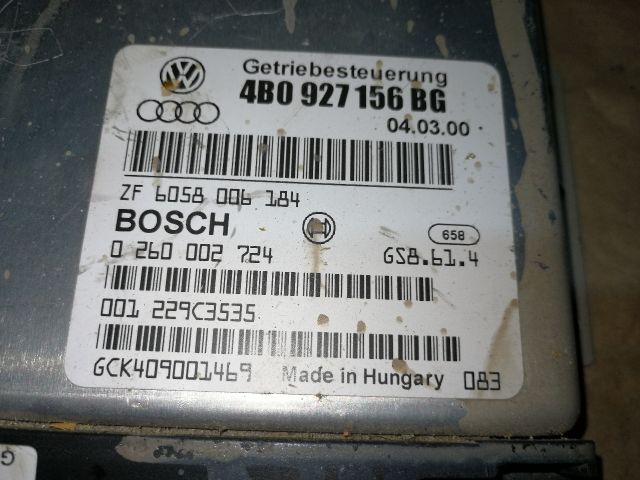 Getriebesteuerung
4B0 927 156 BG
04.03.00
ZF 6058 006 184
BOSCH
658
0 260 002 724 GS8.61.4
001 229C3535
GCK409001469 Made in Hungary 083
G